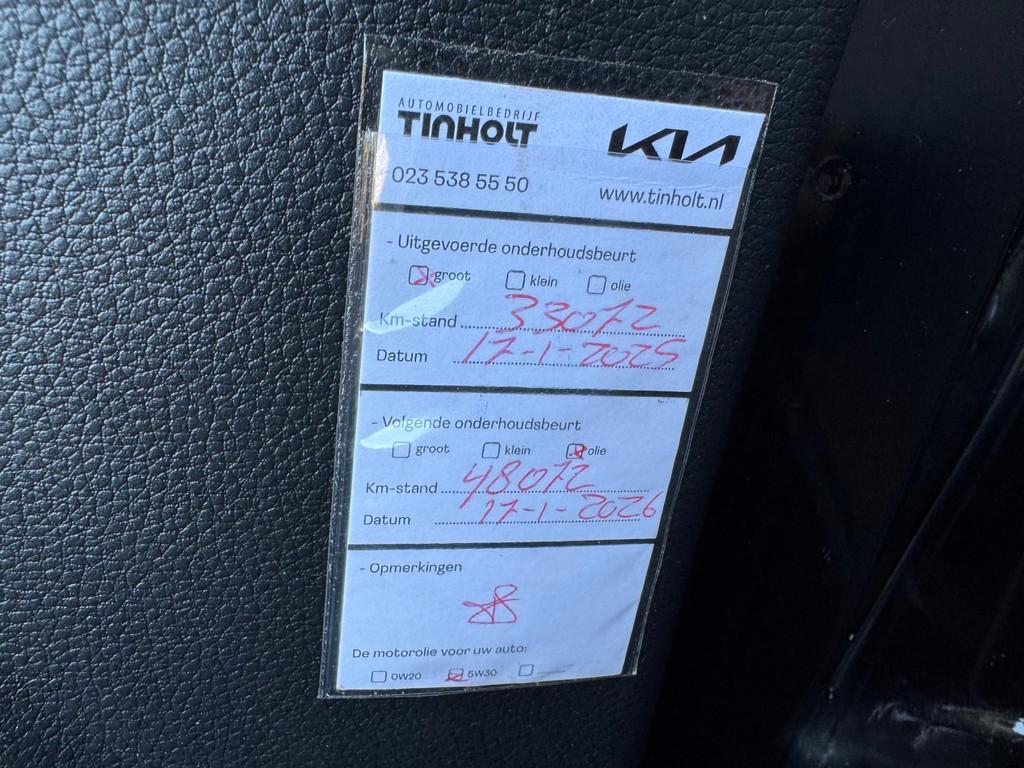 AUTOMOBIELBEDRIJF
TINHOLT
KIA
023 538 55 50
www.tinholt.nl
- Uitgevoerde onderhoudsbeurt
groot klein olie
Km-stand 33072
Datum 17-1-2025
- Volgende onderhoudsbeurt
groot klein olie
Km-stand 48072
Datum 17-1-2026
- Opmerkingen
De motorolie voor uw auto:
0W20 5W30